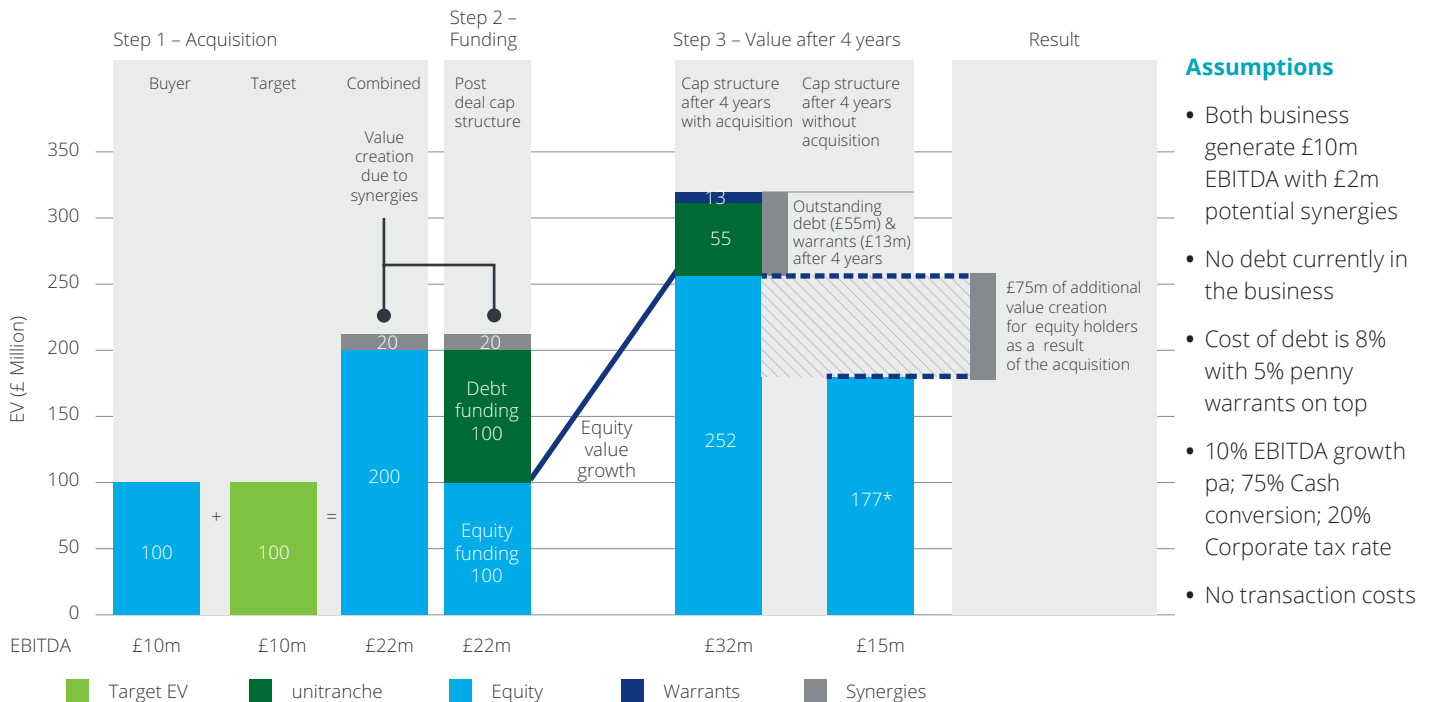 Step 1 – Acquisition
Step 2 –
Funding
Step 3 – Value after 4 years
Result
Buyer
Target
Combined
Post
deal cap
structure
Cap structure
after 4 years
with acquisition
Cap structure
after 4 years
without
acquisition
Value
creation
due to
synergies
EV (£ Million)
350
300
250
200
150
100
50
0
100
+
100
=
20
200
20
Debt
funding
100
Equity
funding
100
Equity
value
growth
13
55
252
Outstanding
debt (£55m) &
warrants (£13m)
after 4 years
177*
£75m of additional
value creation
for equity holders
as a result
of the acquisition
EBITDA
£10m
£10m
£22m
£22m
£32m
£15m
Target EV
unitranche
Equity
Warrants
Synergies
Assumptions
• Both business
generate £10m
EBITDA with £2m
potential synergies
• No debt currently in
the business
• Cost of debt is 8%
with 5% penny
warrants on top
• 10% EBITDA growth
pa; 75% Cash
conversion; 20%
Corporate tax rate
• No transaction costs